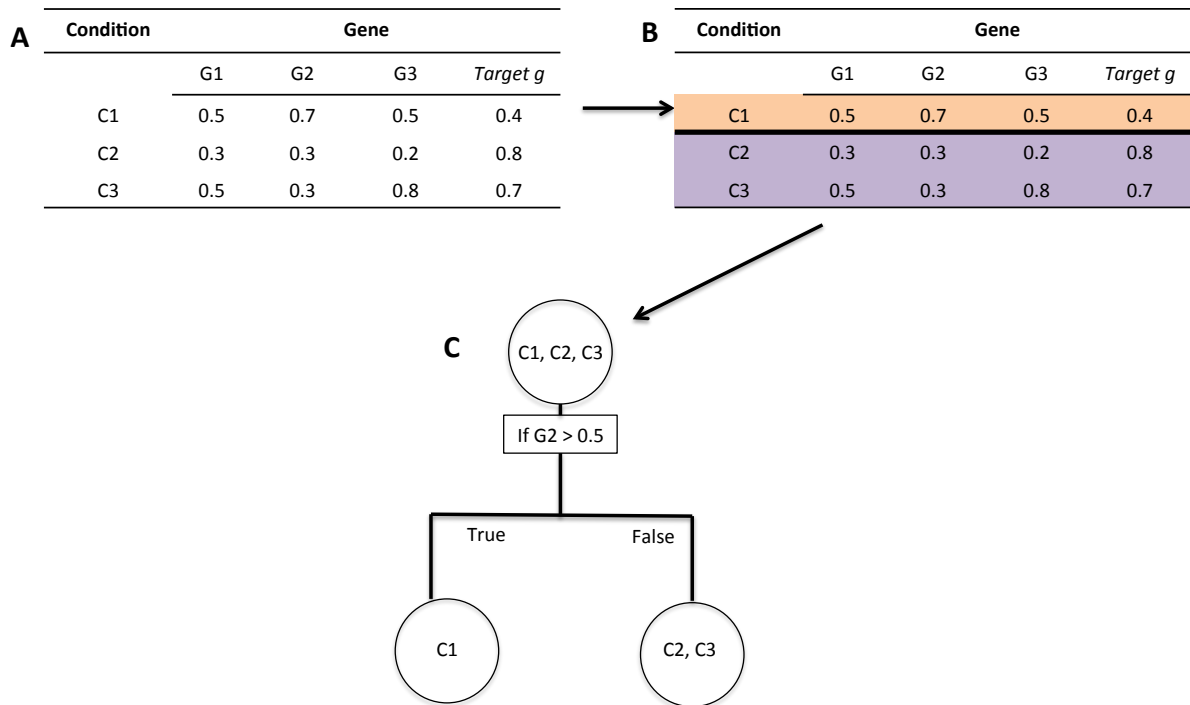 A
Condition Gene
G1 G2 G3 Target g
C1 0.5 0.7 0.5 0.4
C2 0.3 0.3 0.2 0.8
C3 0.5 0.3 0.8 0.7
B
Condition Gene
G1 G2 G3 Target g
C1 0.5 0.7 0.5 0.4
C2 0.3 0.3 0.2 0.8
C3 0.5 0.3 0.8 0.7
C
C1, C2, C3
If G2 > 0.5
True False
C1 C2, C3